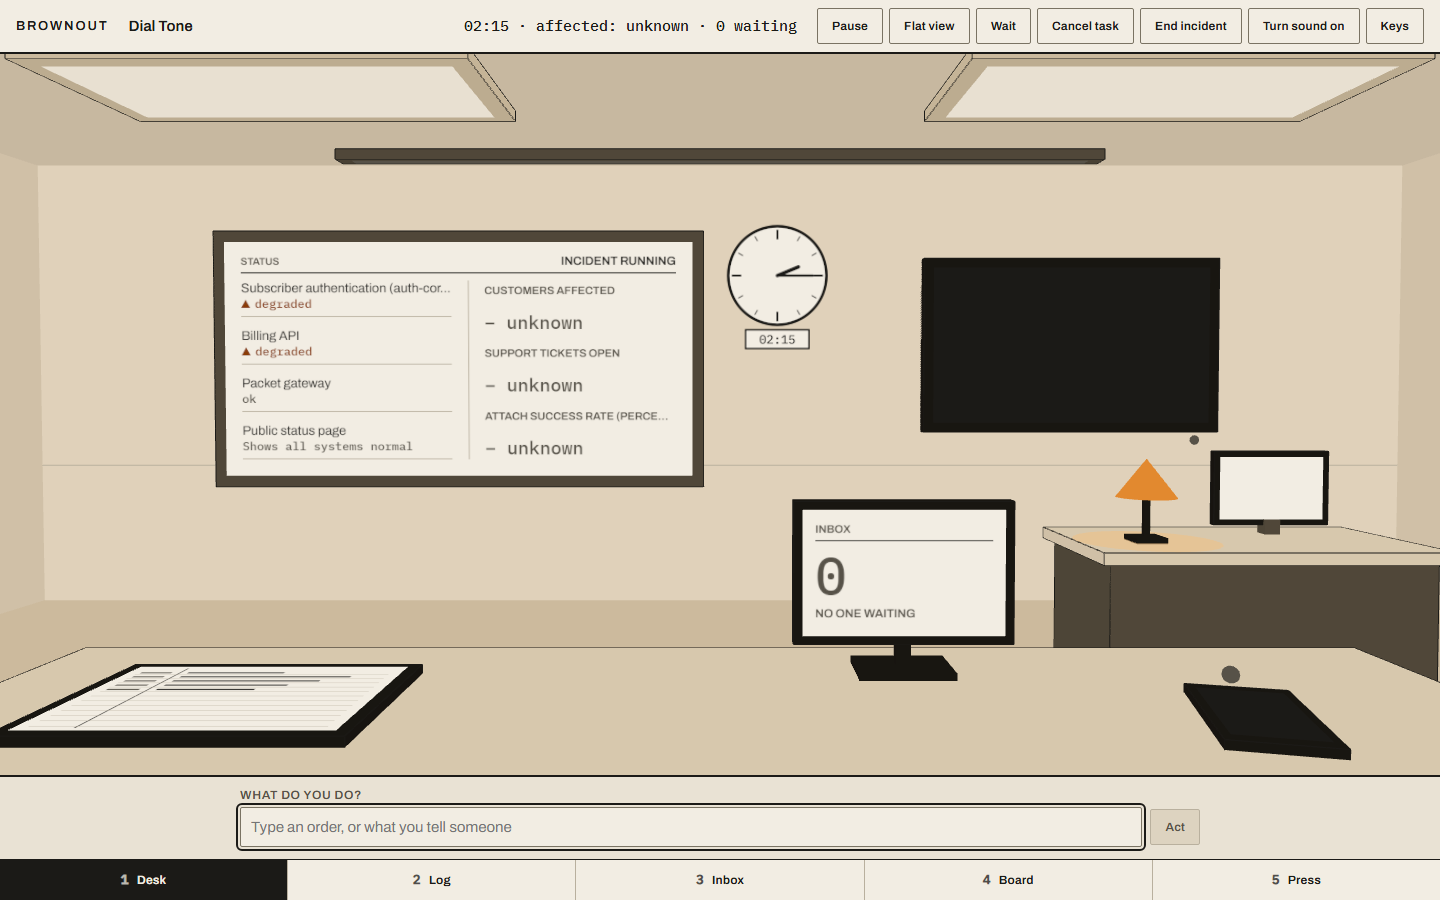 BROWNOUT Dial Tone
02:15 · affected: unknown · 0 waiting
Pause
Flat view
Wait
Cancel task
End incident
Turn sound on
Keys
STATUS
INCIDENT RUNNING
Subscriber authentication (auth-cor...
▲ degraded
Billing API
▲ degraded
Packet gateway
ok
Public status page
Shows all systems normal
CUSTOMERS AFFECTED
– unknown
SUPPORT TICKETS OPEN
– unknown
ATTACH SUCCESS RATE (PERCE...
– unknown
02:15
INBOX
0
NO ONE WAITING
WHAT DO YOU DO?
Type an order, or what you tell someone
Act
1 Desk
2 Log
3 Inbox
4 Board
5 Press